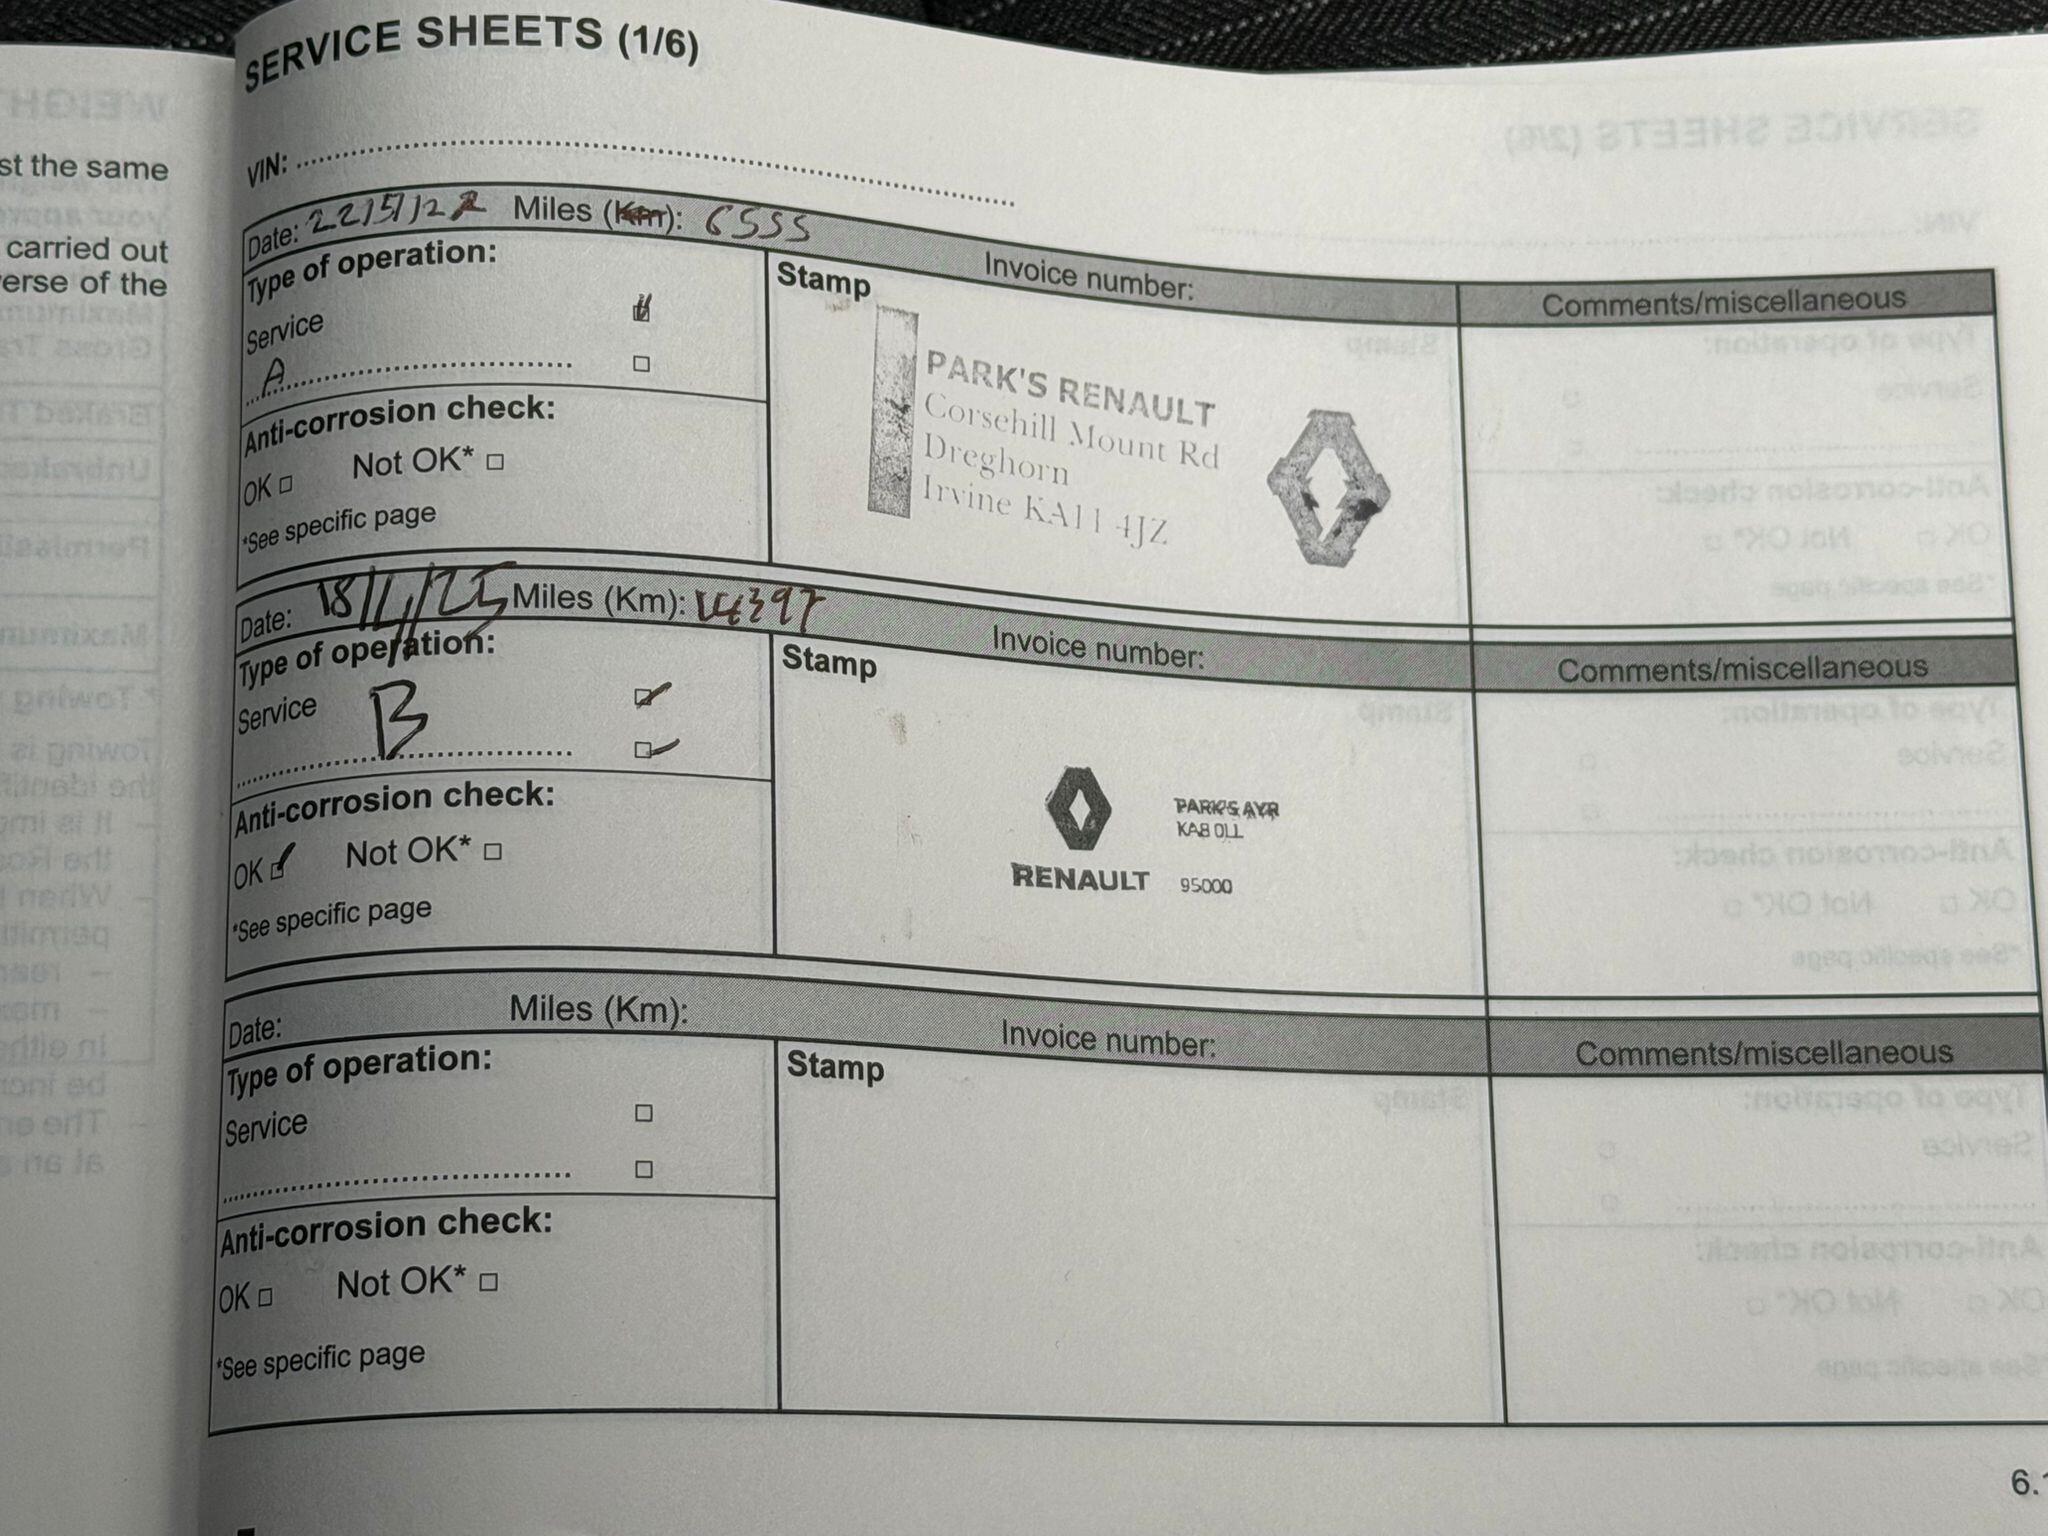 SERVICE SHEETS (1/6)
VIN:
st the same
carried out
erse of the
Date: 22/5/22 Miles (Km): 6555 Invoice number: Comments/miscellaneous
Type of operation:
Service
A
Anti-corrosion check:
OK Not OK*
*See specific page
Stamp
PARK'S RENAULT
Corsehill Mount Rd
Dreghorn
Irvine KA11 4JZ
Date: 18/4/25 Miles (Km): 14397 Invoice number: Comments/miscellaneous
Type of operation:
Service B
Anti-corrosion check:
OK Not OK*
*See specific page
Stamp
PARK'S AYR
KA8 0LL
RENAULT 95000
Date: Miles (Km): Invoice number: Comments/miscellaneous
Type of operation:
Service
Anti-corrosion check:
OK Not OK*
*See specific page
Stamp
6.1